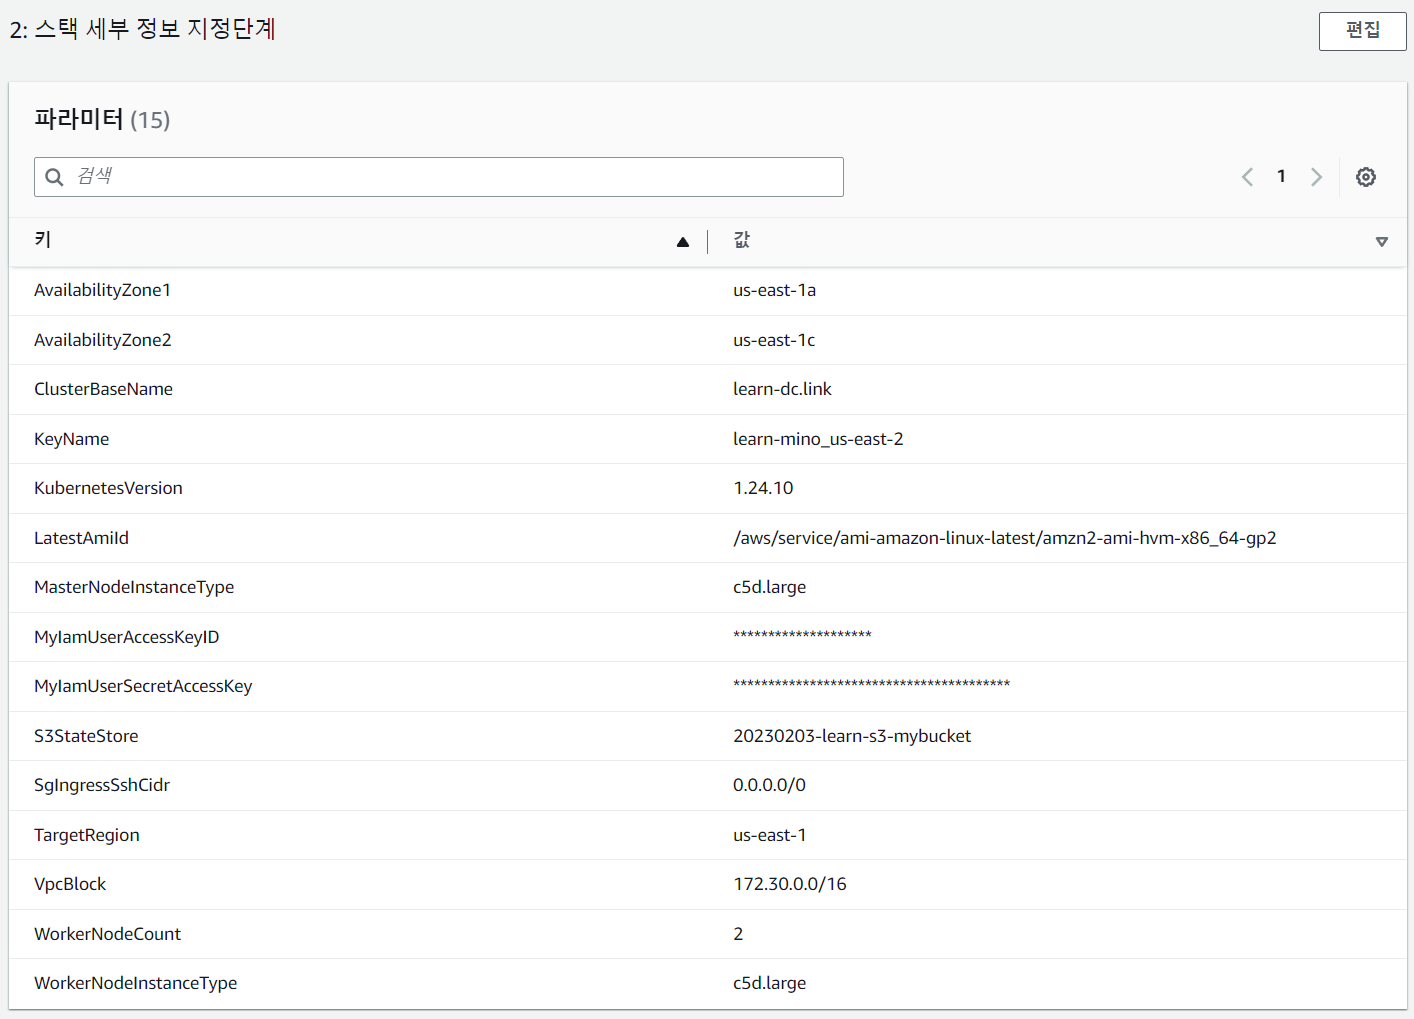 2: 스택 세부 정보 지정단계
편집
파라미터 (15)
검색
1
키 값
AvailabilityZone1 us-east-1a
AvailabilityZone2 us-east-1c
ClusterBaseName learn-dc.link
KeyName learn-mino_us-east-2
KubernetesVersion 1.24.10
LatestAmiId /aws/service/ami-amazon-linux-latest/amzn2-ami-hvm-x86_64-gp2
MasterNodeInstanceType c5d.large
MyIamUserAccessKeyID ********************
MyIamUserSecretAccessKey ****************************************
S3StateStore 20230203-learn-s3-mybucket
SgIngressSshCidr 0.0.0.0/0
TargetRegion us-east-1
VpcBlock 172.30.0.0/16
WorkerNodeCount 2
WorkerNodeInstanceType c5d.large